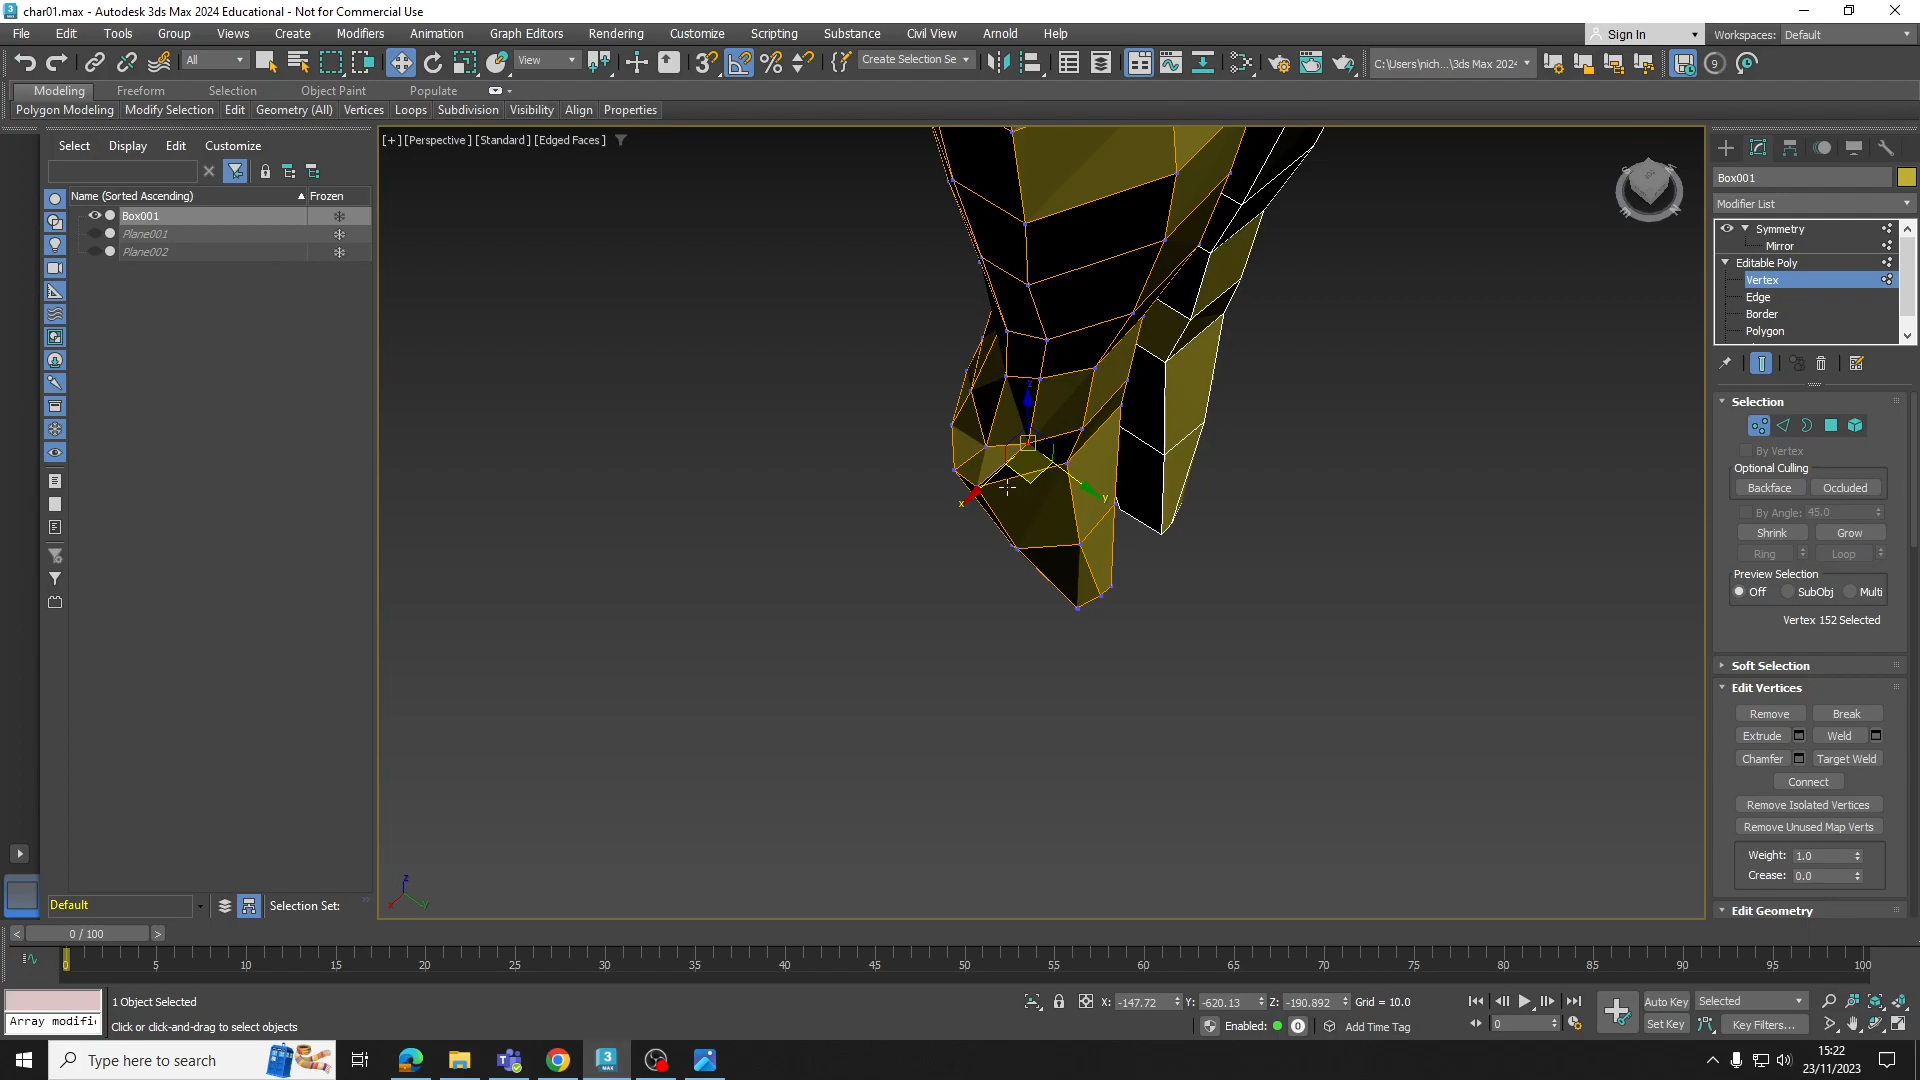 char01.max - Autodesk 3ds Max 2024 Educational - Not for Commercial Use
File Edit Tools Group Views Create Modifiers Animation Graph Editors Rendering Customize Scripting Substance Civil View Arnold Help
Sign In Workspaces: Default
All View Create Selection Se C:\Users\nich...\3ds Max 2024 9
Modeling Freeform Selection Object Paint Populate
Polygon Modeling Modify Selection Edit Geometry (All) Vertices Loops Subdivision Visibility Align Properties
Select Display Edit Customize
[+] [Perspective] [Standard] [Edged Faces]
Name (Sorted Ascending) Frozen
Box001
Plane001
Plane002
Box001
Modifier List
Symmetry
Mirror
Editable Poly
Vertex
Edge
Border
Polygon
Selection
By Vertex
Optional Culling
Backface Occluded
By Angle: 45.0
Shrink Grow
Ring Loop
Preview Selection
Off SubObj Multi
Vertex 152 Selected
Soft Selection
Edit Vertices
Remove Break
Extrude Weld
Chamfer Target Weld
Connect
Remove Isolated Vertices
Remove Unused Map Verts
Weight: 1.0
Crease: 0.0
Edit Geometry
z
x
y
z
x
y
Default Selection Set:
< 0 / 100 >
0 5 10 15 20 25 30 35 40 45 50 55 60 65 70 75 80 85 90 95 100
1 Object Selected
X: -147.72 Y: -620.13 Z: -190.892 Grid = 10.0
Auto Key Selected
Array modifi
Click or click-and-drag to select objects
Enabled: 0 Add Time Tag
0
Set Key Key Filters...
Type here to search
15:22
23/11/2023